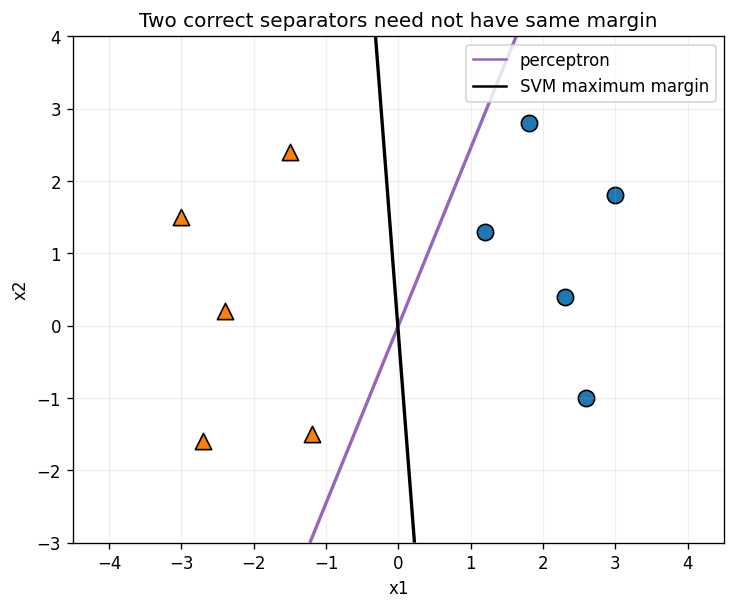 Two correct separators need not have same margin
perceptron
SVM maximum margin
4
3
2
1
0
−1
−2
−3
x2
−4 −3 −2 −1 0 1 2 3 4
x1